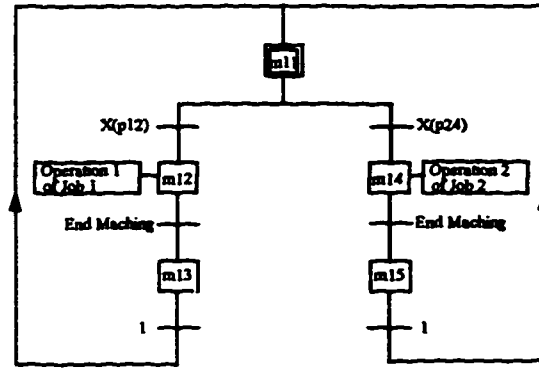 m11
X(p12)
X(p24)
Operation 1
of Job 1
m12
m14
Operation 2
of Job 2
End Maching
End Maching
m13
m15
1
1